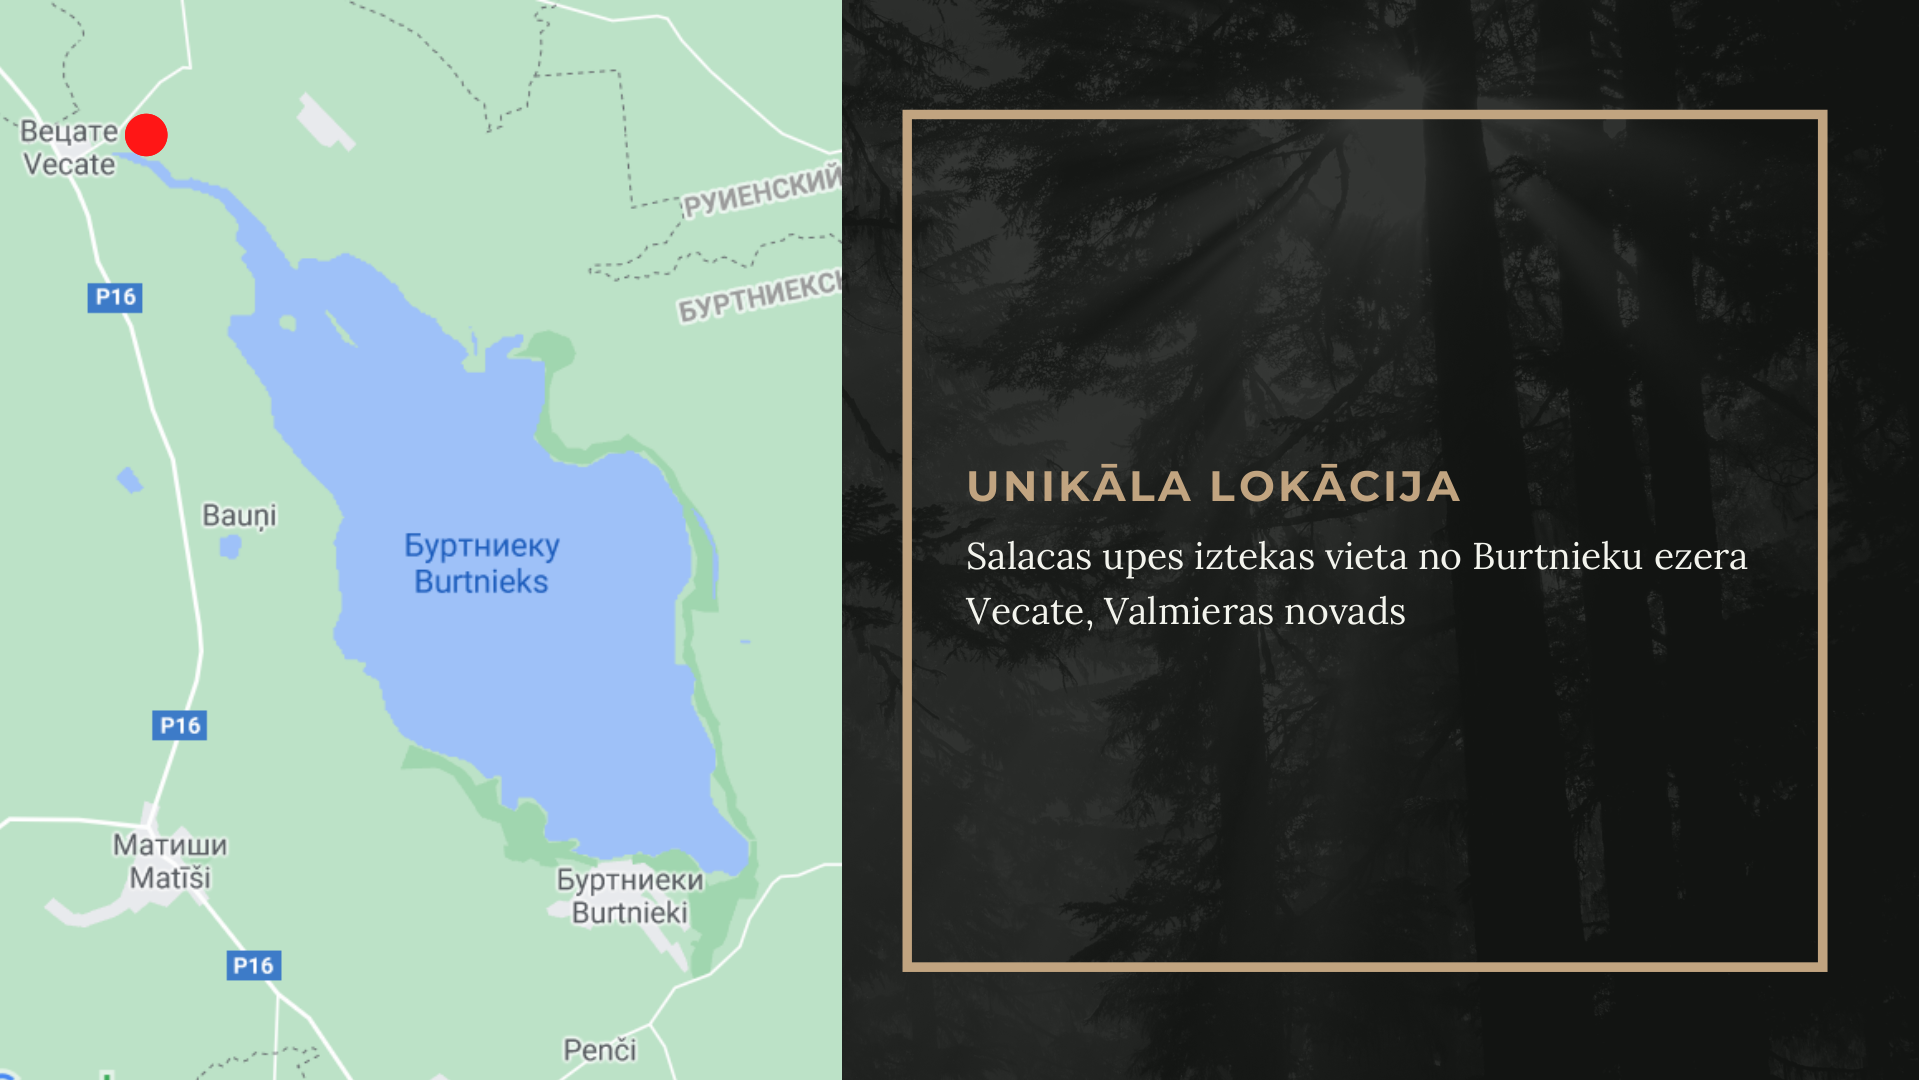 Вецате
Vecate
РУИЕНСКИЙ
P16
Bauņi
Буртниеку
Burtnieks
P16
Матиши
Matīši
Буртниеки
Burtnieki
P16
Penči
UNIKĀLA LOKĀCIJA
Salacas upes iztekas vieta no Burtnieku ezera
Vecate, Valmieras novads